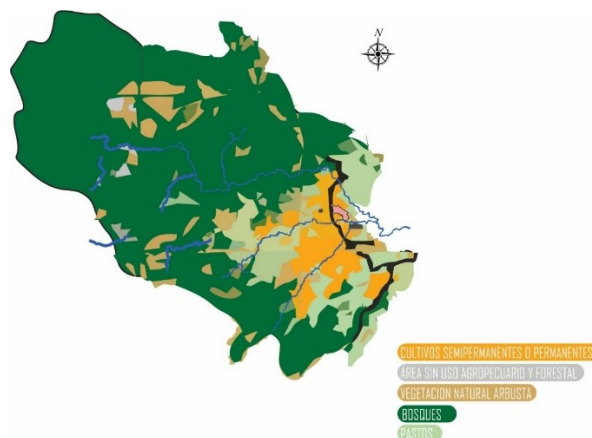 N
CULTIVOS SEMIPERMANENTES O PERMANENTES
AREA SIN USO AGROPECUARIO Y FORESTAL
VEGETACION NATURAL ARBUSTA
BOSQUES
PASTOS